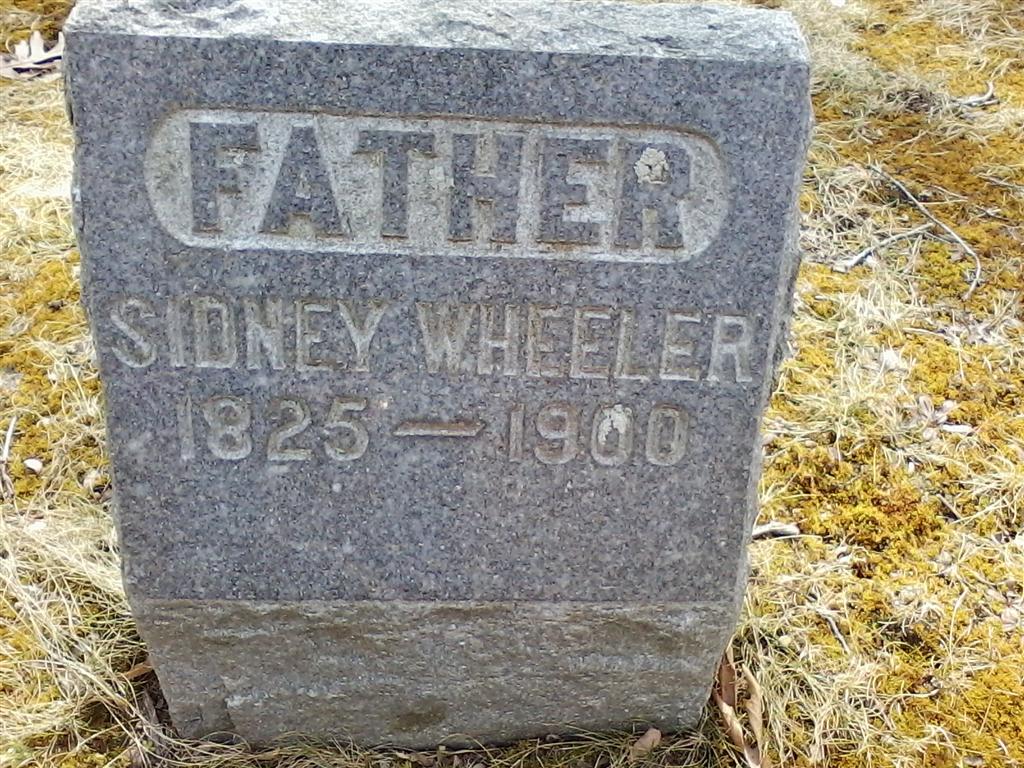 FATHER
SIDNEY WHEELER
1825 — 1900